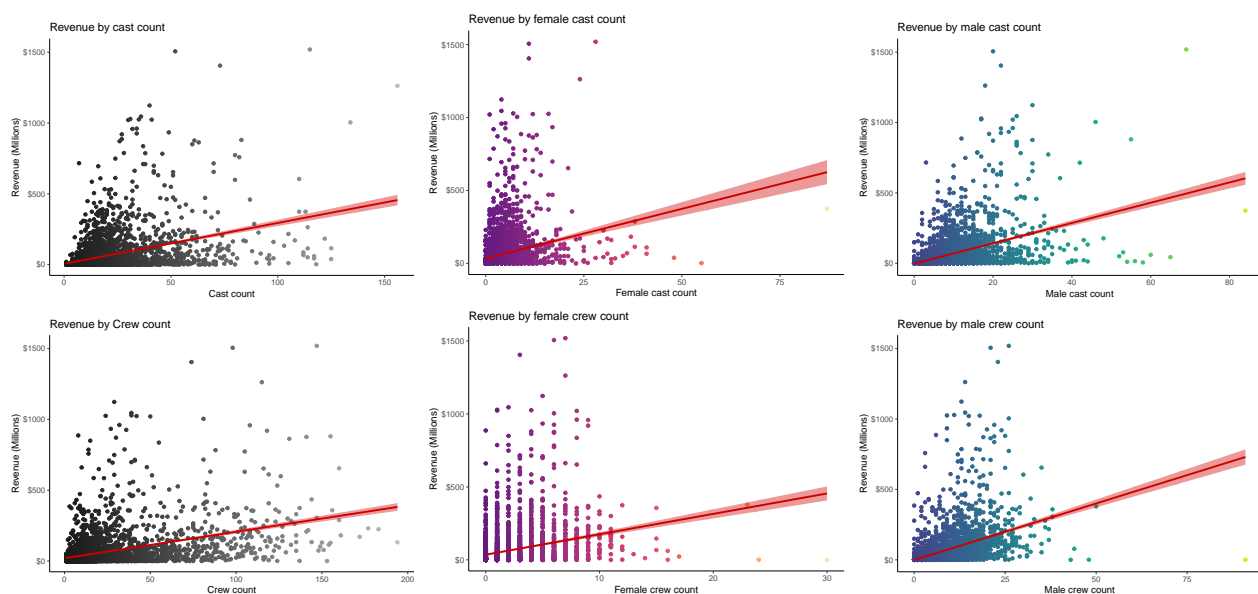 Revenue by cast count
Revenue (Millions)
$1500
$1000
$500
$0
0
50
100
150
Cast count
Revenue by female cast count
Revenue (Millions)
$1500
$1000
$500
$0
0
25
50
75
Female cast count
Revenue by male cast count
Revenue (Millions)
$1500
$1000
$500
$0
0
20
40
60
80
Male cast count
Revenue by Crew count
Revenue (Millions)
$1500
$1000
$500
$0
0
50
100
150
200
Crew count
Revenue by female crew count
Revenue (Millions)
$1500
$1000
$500
$0
0
10
20
30
Female crew count
Revenue by male crew count
Revenue (Millions)
$1500
$1000
$500
$0
0
25
50
75
Male crew count